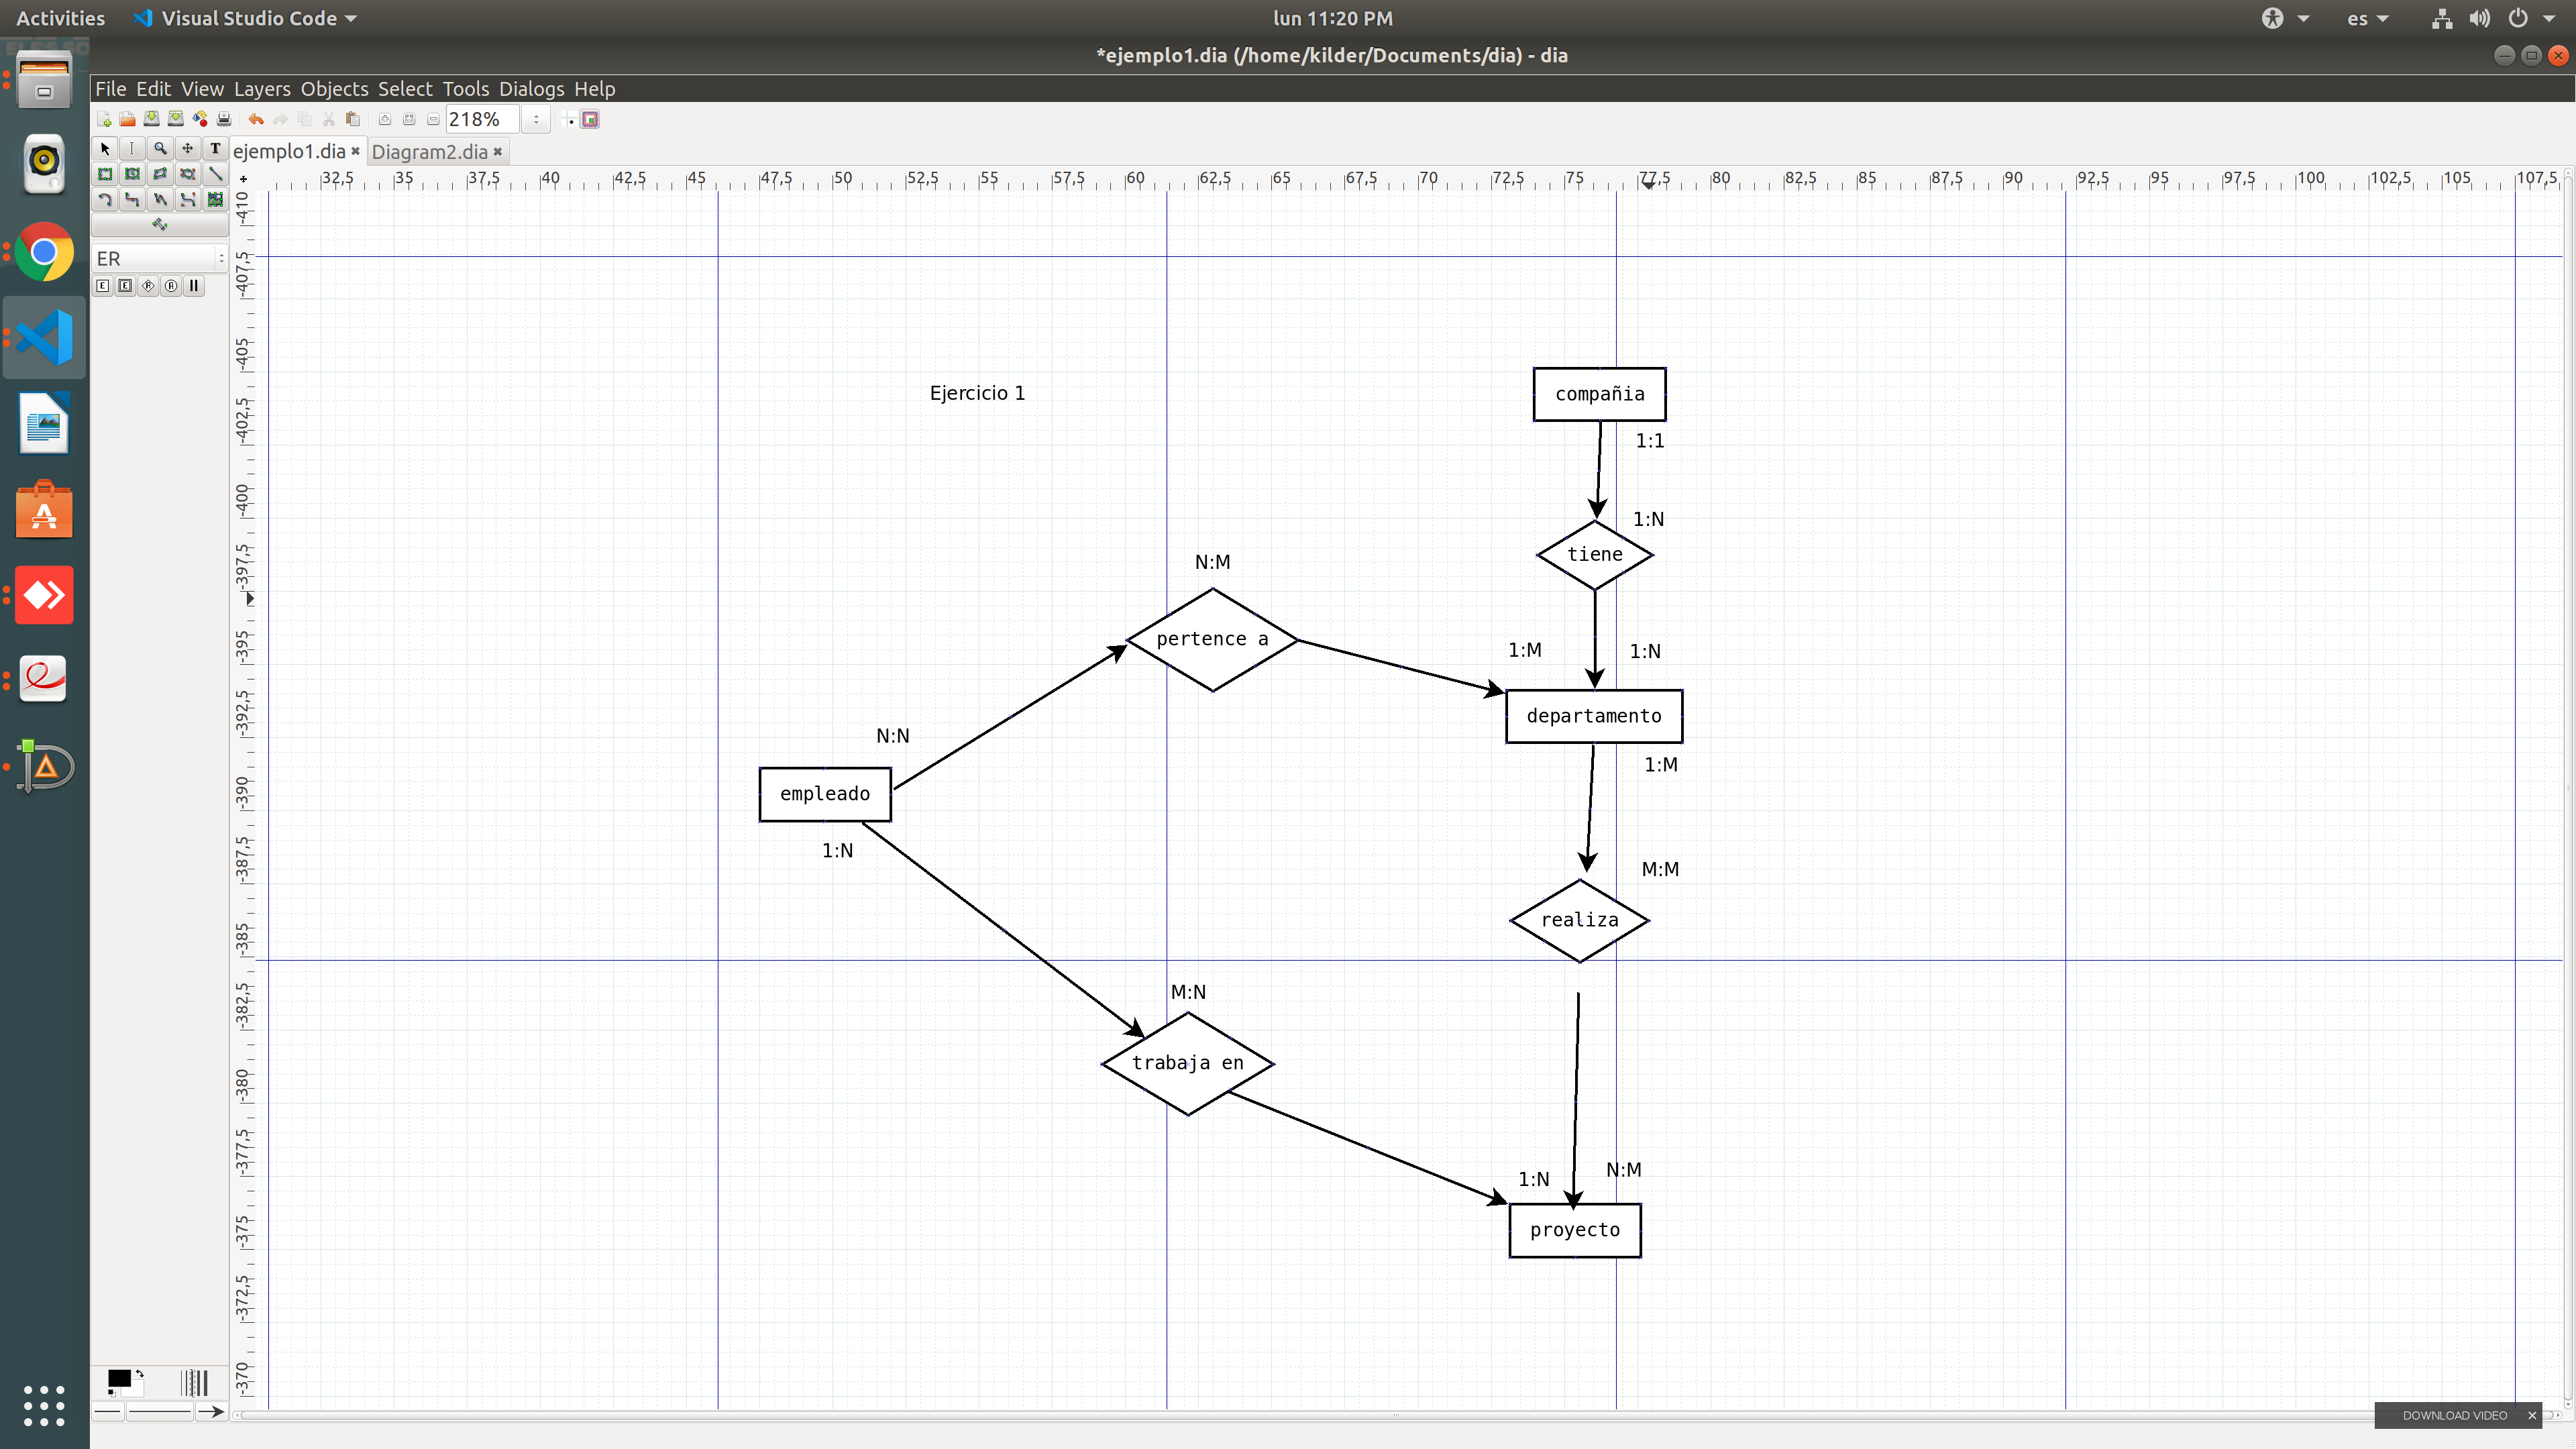 Activities
Visual Studio Code
lun 11:20 PM
es
*ejemplo1.dia (/home/kilder/Documents/dia) - dia
File Edit View Layers Objects Select Tools Dialogs Help
218%
T
ejemplo1.dia
Diagram2.dia
32,5 35 37,5 40 42,5 45 47,5 50 52,5 55 57,5 60 62,5 65 67,5 70 72,5 75 77,5 80 82,5 85 87,5 90 92,5 95 97,5 100 102,5 105 107,5
ER
E E R A
-410
-407,5
-405
-402,5
-400
-397,5
-395
-392,5
-390
-387,5
-385
-382,5
-380
-377,5
-375
-372,5
-370
Ejercicio 1
compañia
1:1
1:N
tiene
N:M
pertence a
1:M
1:N
departamento
N:N
1:M
empleado
1:N
M:M
realiza
M:N
trabaja en
1:N
N:M
proyecto
DOWNLOAD VIDEO